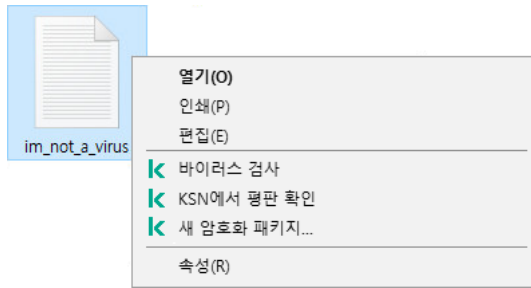 im_not_a_virus
열기(O)
인쇄(P)
편집(E)
바이러스 검사
KSN에서 평판 확인
새 암호화 패키지...
속성(R)